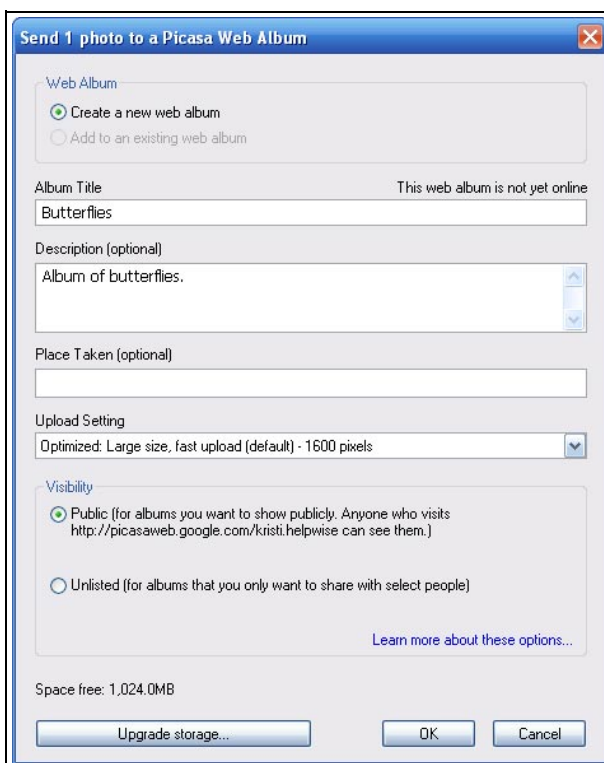 Send 1 photo to a Picasa Web Album
Web Album
Create a new web album
Add to an existing web album
Album Title
This web album is not yet online
Butterflies
Description (optional)
Album of butterflies.
Place Taken (optional)
Upload Setting
Optimized: Large size, fast upload (default) - 1600 pixels
Visibility
Public (for albums you want to show publicly. Anyone who visits
http://picasaweb.google.com/kristi.helpwise can see them.)
Unlisted (for albums that you only want to share with select people)
Learn more about these options...
Space free: 1,024.0MB
Upgrade storage...
OK
Cancel